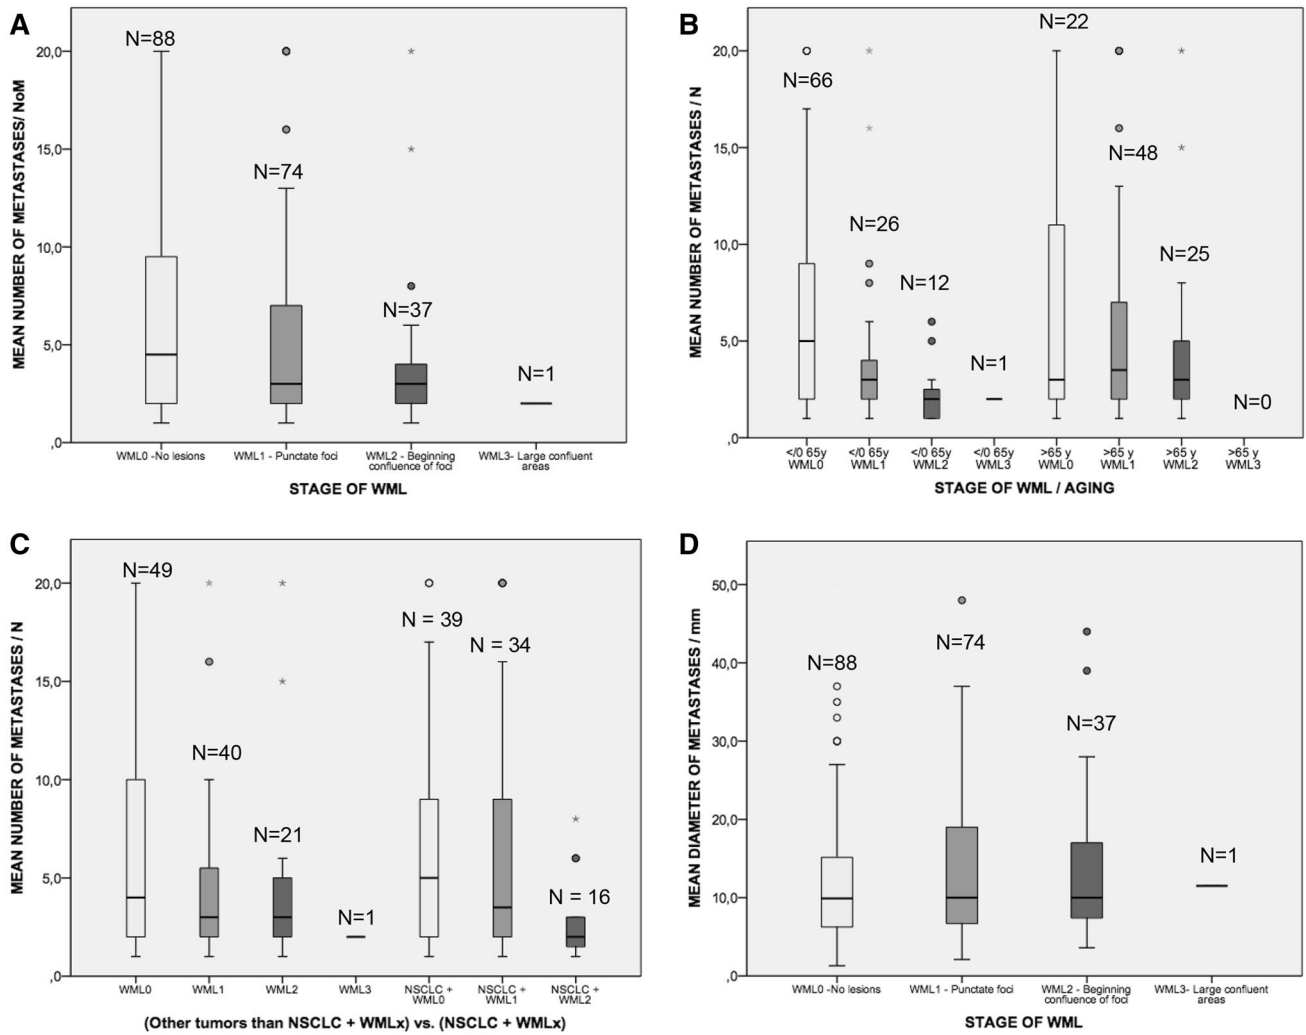 A
MEAN NUMBER OF METASTASES/ NoM
20,0
15,0
10,0
5,0
,0
N=88
N=74
N=37
N=1
WML0 -No lesions
WML1 - Punctate foci
WML2 - Beginning
confluence of foci
WML3- Large confluent
areas
STAGE OF WML
B
MEAN NUMBER OF METASTASES / N
20,0
15,0
10,0
5,0
,0
N=66
N=26
N=12
N=1
N=22
N=48
N=25
N=0
</0 65y
WML0
</0 65y
WML1
</0 65y
WML2
</0 65y
WML3
>65 y
WML0
>65 y
WML1
>65 y
WML2
>65 y
WML3
STAGE OF WML / AGING
C
MEAN NUMBER OF METASTASES / N
20,0
15,0
10,0
5,0
,0
N=49
N=40
N=21
N=1
N = 39
N = 34
N = 16
WML0
WML1
WML2
WML3
NSCLC +
WML0
NSCLC +
WML1
NSCLC +
WML2
(Other tumors than NSCLC + WMLx) vs. (NSCLC + WMLx)
D
MEAN DIAMETER OF METASTASES / mm
50,0
40,0
30,0
20,0
10,0
,0
N=88
N=74
N=37
N=1
WML0 -No lesions
WML1 - Punctate foci
WML2 - Beginning
confluence of foci
WML3- Large confluent
areas
STAGE OF WML